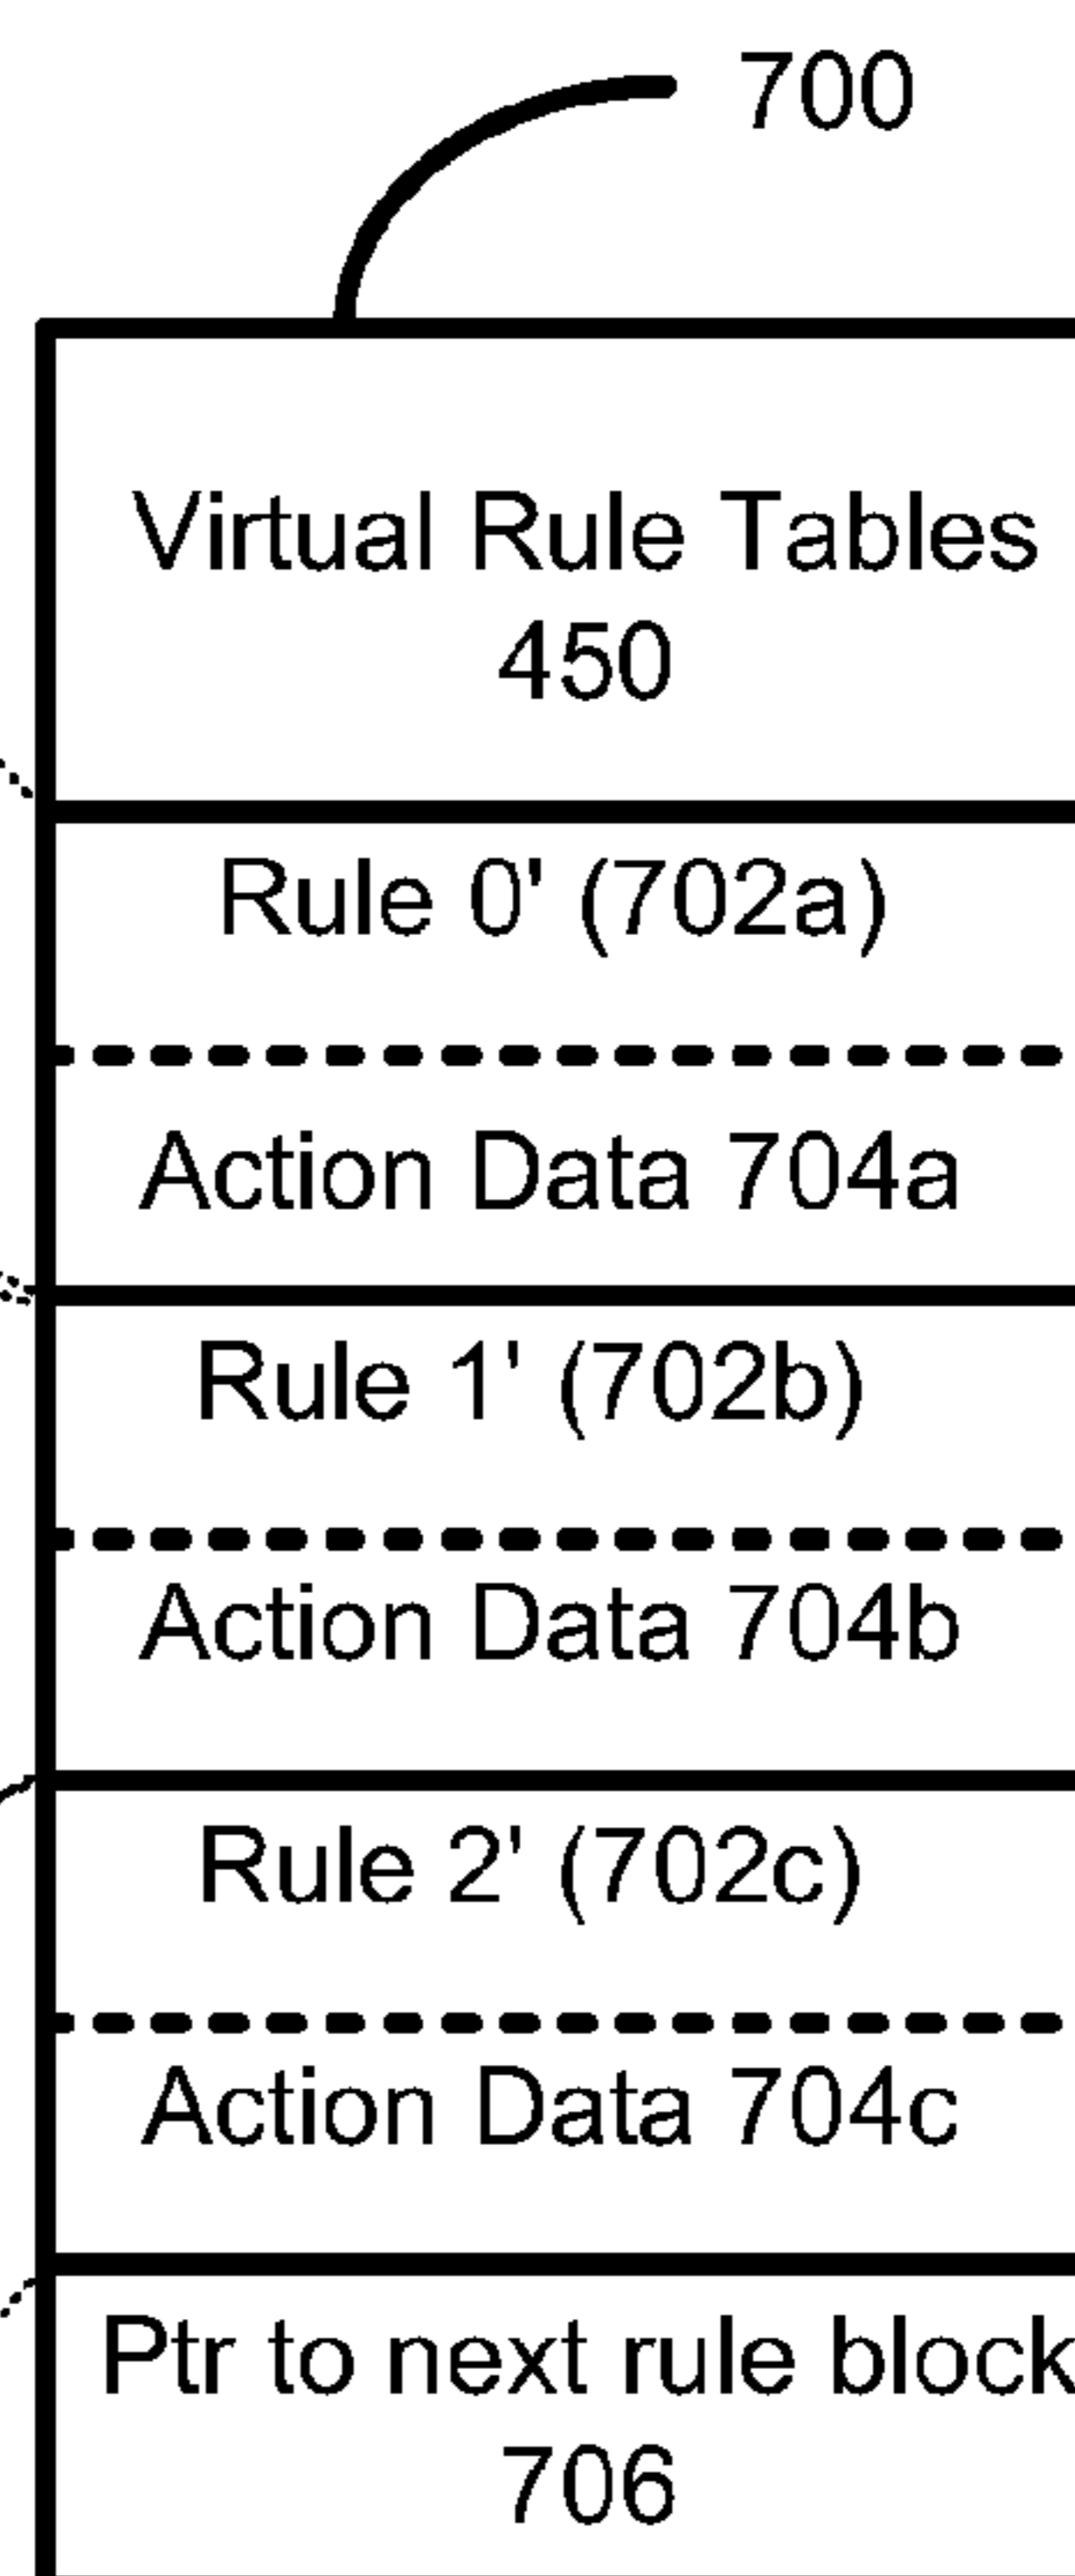 700
Virtual Rule Tables
450
Rule 0' (702a)
Action Data 704a
Rule 1' (702b)
Action Data 704b
Rule 2' (702c)
Action Data 704c
Ptr to next rule block
706